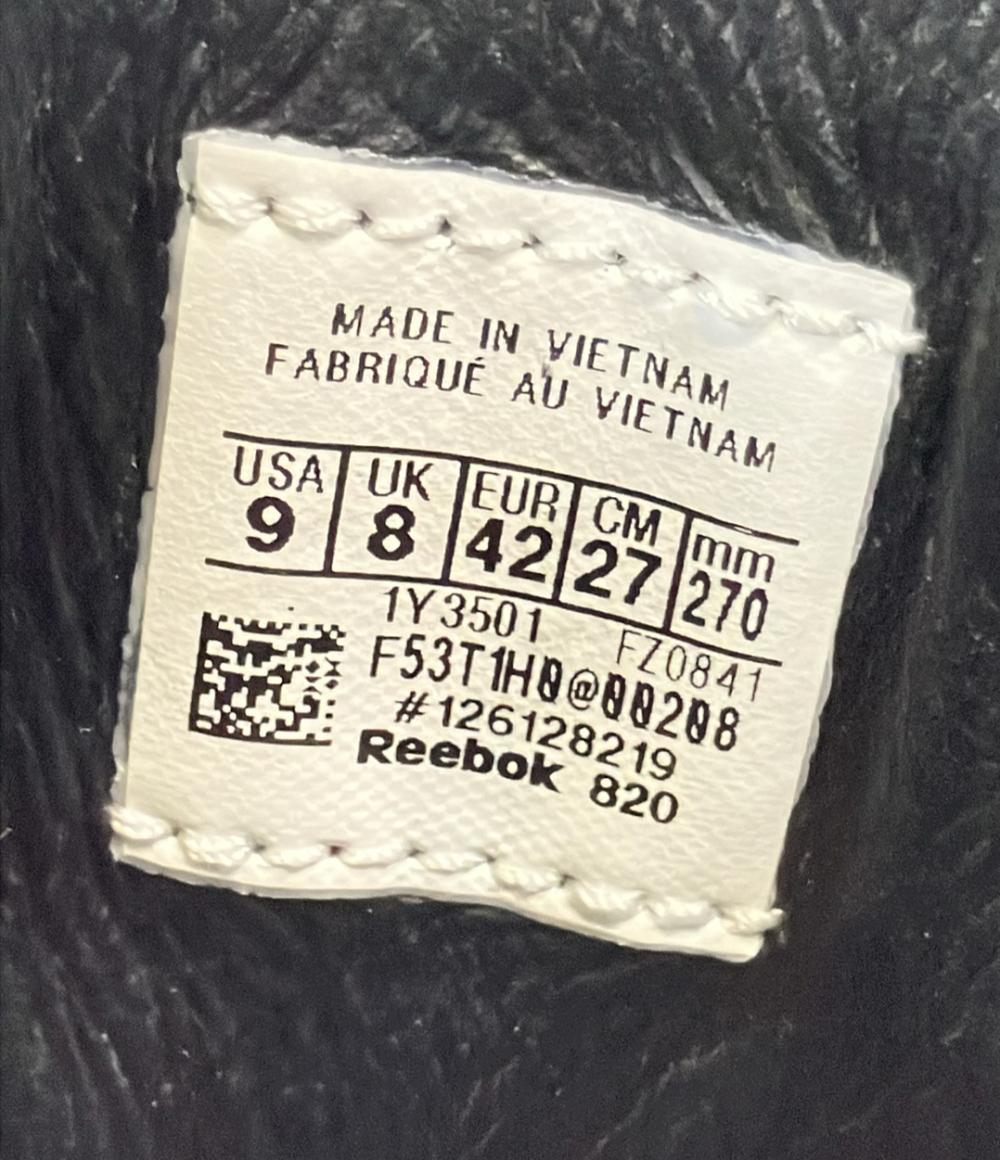 MADE IN VIETNAM
FABRIQUÉ AU VIETNAM
USA UK EUR CM mm
9 8 42 27 270
1Y3501 FZ0841
F53T1H0@00208
#126128219
Reebok 820